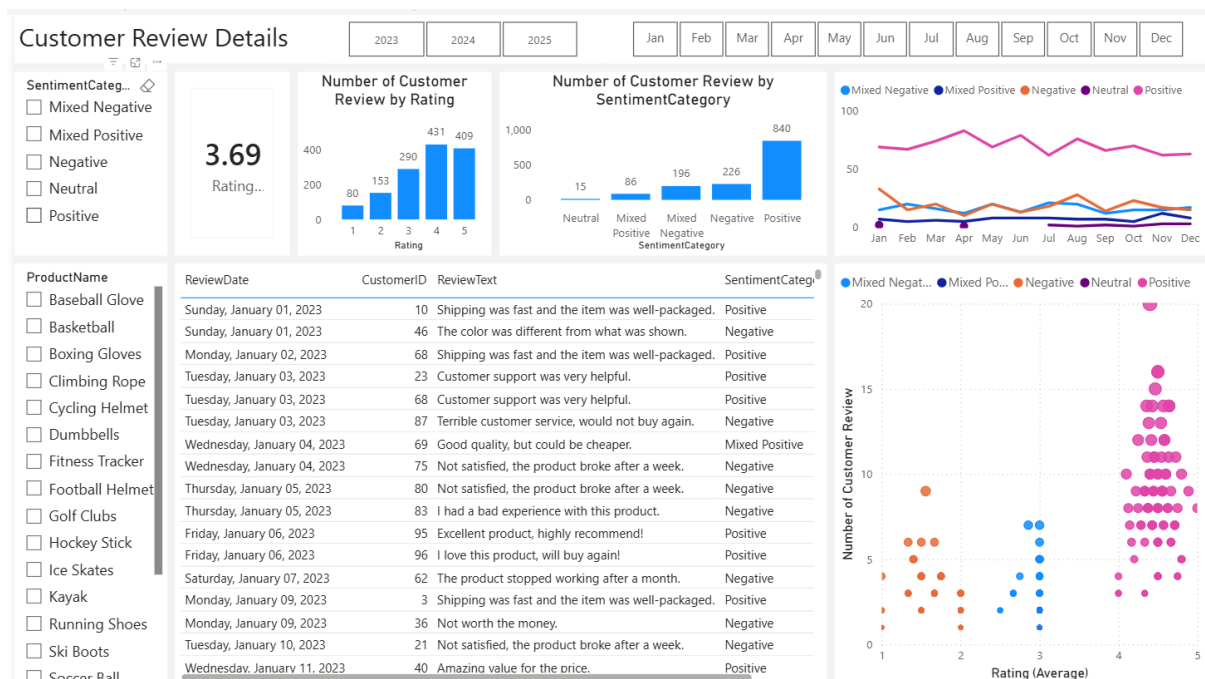 Customer Review Details
2023 2024 2025
Jan Feb Mar Apr May Jun Jul Aug Sep Oct Nov Dec
SentimentCateg...
Mixed Negative
Mixed Positive
Negative
Neutral
Positive
3.69
Rating...
Number of Customer
Review by Rating
400
200
0
80 153 290 431 409
1 2 3 4 5
Rating
Number of Customer Review by
SentimentCategory
1,000
500
0
15 86 196 226 840
Neutral Mixed Positive Mixed Negative Negative Positive
SentimentCategory
Mixed Negative Mixed Positive Negative Neutral Positive
100
50
0
Jan Feb Mar Apr May Jun Jul Aug Sep Oct Nov Dec
ProductName
Baseball Glove
Basketball
Boxing Gloves
Climbing Rope
Cycling Helmet
Dumbbells
Fitness Tracker
Football Helmet
Golf Clubs
Hockey Stick
Ice Skates
Kayak
Running Shoes
Ski Boots
Soccer Ball
ReviewDate CustomerID ReviewText SentimentCateg
Sunday, January 01, 2023 10 Shipping was fast and the item was well-packaged. Positive
Sunday, January 01, 2023 46 The color was different from what was shown. Negative
Monday, January 02, 2023 68 Shipping was fast and the item was well-packaged. Positive
Tuesday, January 03, 2023 23 Customer support was very helpful. Positive
Tuesday, January 03, 2023 68 Customer support was very helpful. Positive
Tuesday, January 03, 2023 87 Terrible customer service, would not buy again. Negative
Wednesday, January 04, 2023 69 Good quality, but could be cheaper. Mixed Positive
Wednesday, January 04, 2023 75 Not satisfied, the product broke after a week. Negative
Thursday, January 05, 2023 80 Not satisfied, the product broke after a week. Negative
Thursday, January 05, 2023 83 I had a bad experience with this product. Negative
Friday, January 06, 2023 95 Excellent product, highly recommend! Positive
Friday, January 06, 2023 96 I love this product, will buy again! Positive
Saturday, January 07, 2023 62 The product stopped working after a month. Negative
Monday, January 09, 2023 3 Shipping was fast and the item was well-packaged. Positive
Monday, January 09, 2023 36 Not worth the money. Negative
Tuesday, January 10, 2023 21 Not satisfied, the product broke after a week. Negative
Wednesday, January 11, 2023 40 Amazing value for the price. Positive
Mixed Negat... Mixed Po... Negative Neutral Positive
Number of Customer Review
20
15
10
5
0
1 2 3 4 5
Rating (Average)